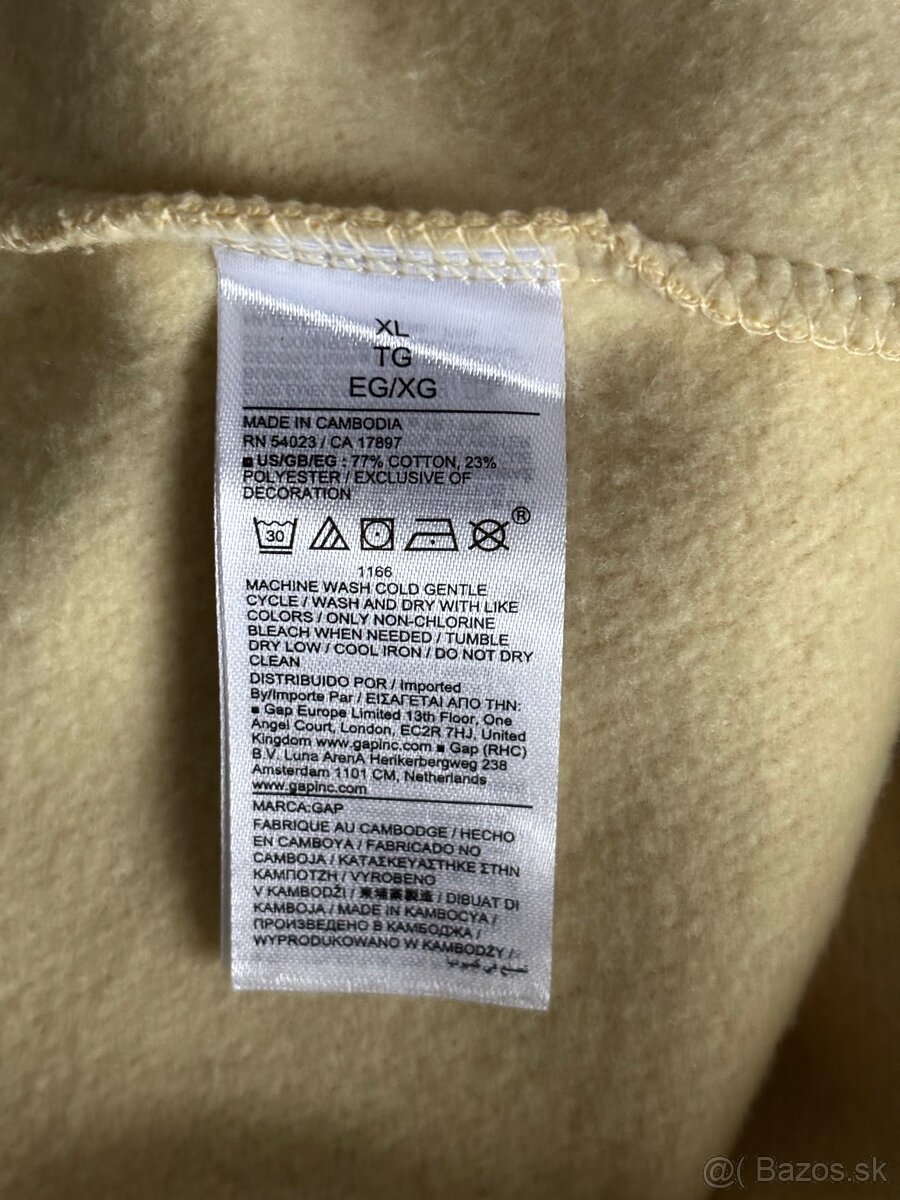 XL
TG
EG/XG
MADE IN CAMBODIA
RN 54023 / CA 17897
■ US/GB/EG : 77% COTTON, 23%
POLYESTER / EXCLUSIVE OF
DECORATION
30
®
1166
MACHINE WASH COLD GENTLE
CYCLE / WASH AND DRY WITH LIKE
COLORS / ONLY NON-CHLORINE
BLEACH WHEN NEEDED / TUMBLE
DRY LOW / COOL IRON / DO NOT DRY
CLEAN
DISTRIBUIDO POR / Imported
By/Importe Par / ΕΙΣΑΓΕΤΑΙ ΑΠΟ ΤΗΝ:
■ Gap Europe Limited 13th Floor, One
Angel Court, London, EC2R 7HJ, United
Kingdom www.gapinc.com ■ Gap (RHC)
B.V. Luna ArenA Herikerbergweg 238
Amsterdam 1101 CM, Netherlands
www.gapinc.com
MARCA:GAP
FABRIQUE AU CAMBODGE / HECHO
EN CAMBOYA / FABRICADO NO
CAMBOJA / ΚΑΤΑΣΚΕΥΑΣΤΗΚΕ ΣΤΗΝ
ΚΑΜΠΟΤΖΗ / VYROBENO
V KAMBODŽI / 柬埔寨製造 / DIBUAT DI
KAMBOJA / MADE IN KAMBOCYA /
ПРОИЗВЕДЕНО В КАМБОДЖА /
WYPRODUKOWANO W KAMBODŻY /
@( Bazos.sk